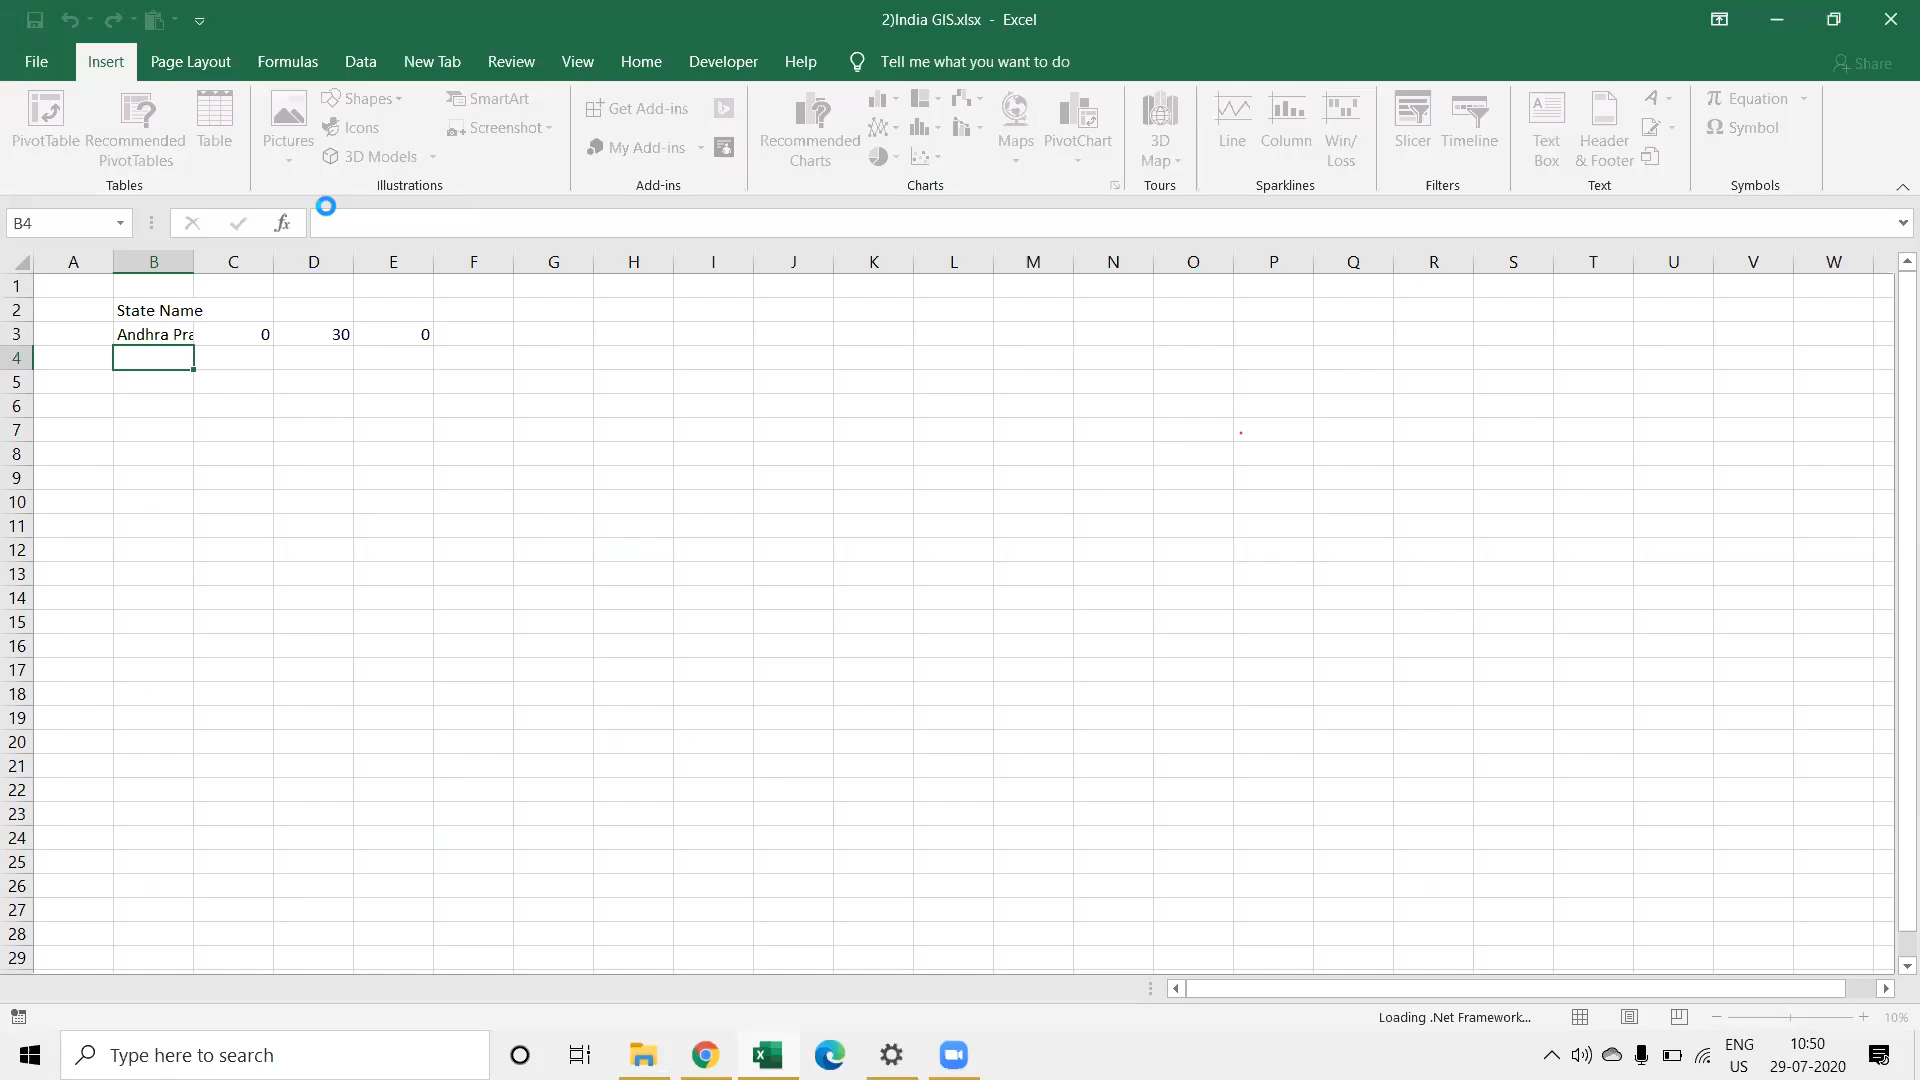 2)India GIS.xlsx - Excel
File Insert Page Layout Formulas Data New Tab Review View Home Developer Help Tell me what you want to do Share
PivotTable
Recommended
PivotTables
Table
Tables
Pictures
Shapes
Icons
3D Models
SmartArt
Screenshot
Illustrations
Get Add-ins
My Add-ins
Add-ins
Recommended
Charts
Maps
PivotChart
Charts
3D
Map
Tours
Line
Column
Win/
Loss
Sparklines
Slicer
Timeline
Filters
Text
Box
Header
& Footer
Text
π Equation
Ω Symbol
Symbols
B4 fx
A B C D E F G H I J K L M N O P Q R S T U V W
1
2 State Name
3 Andhra Pra 0 30 0
4
5
6
7
8
9
10
11
12
13
14
15
16
17
18
19
20
21
22
23
24
25
26
27
28
29
Loading .Net Framework... 10%
Type here to search
ENG
US
10:50
29-07-2020